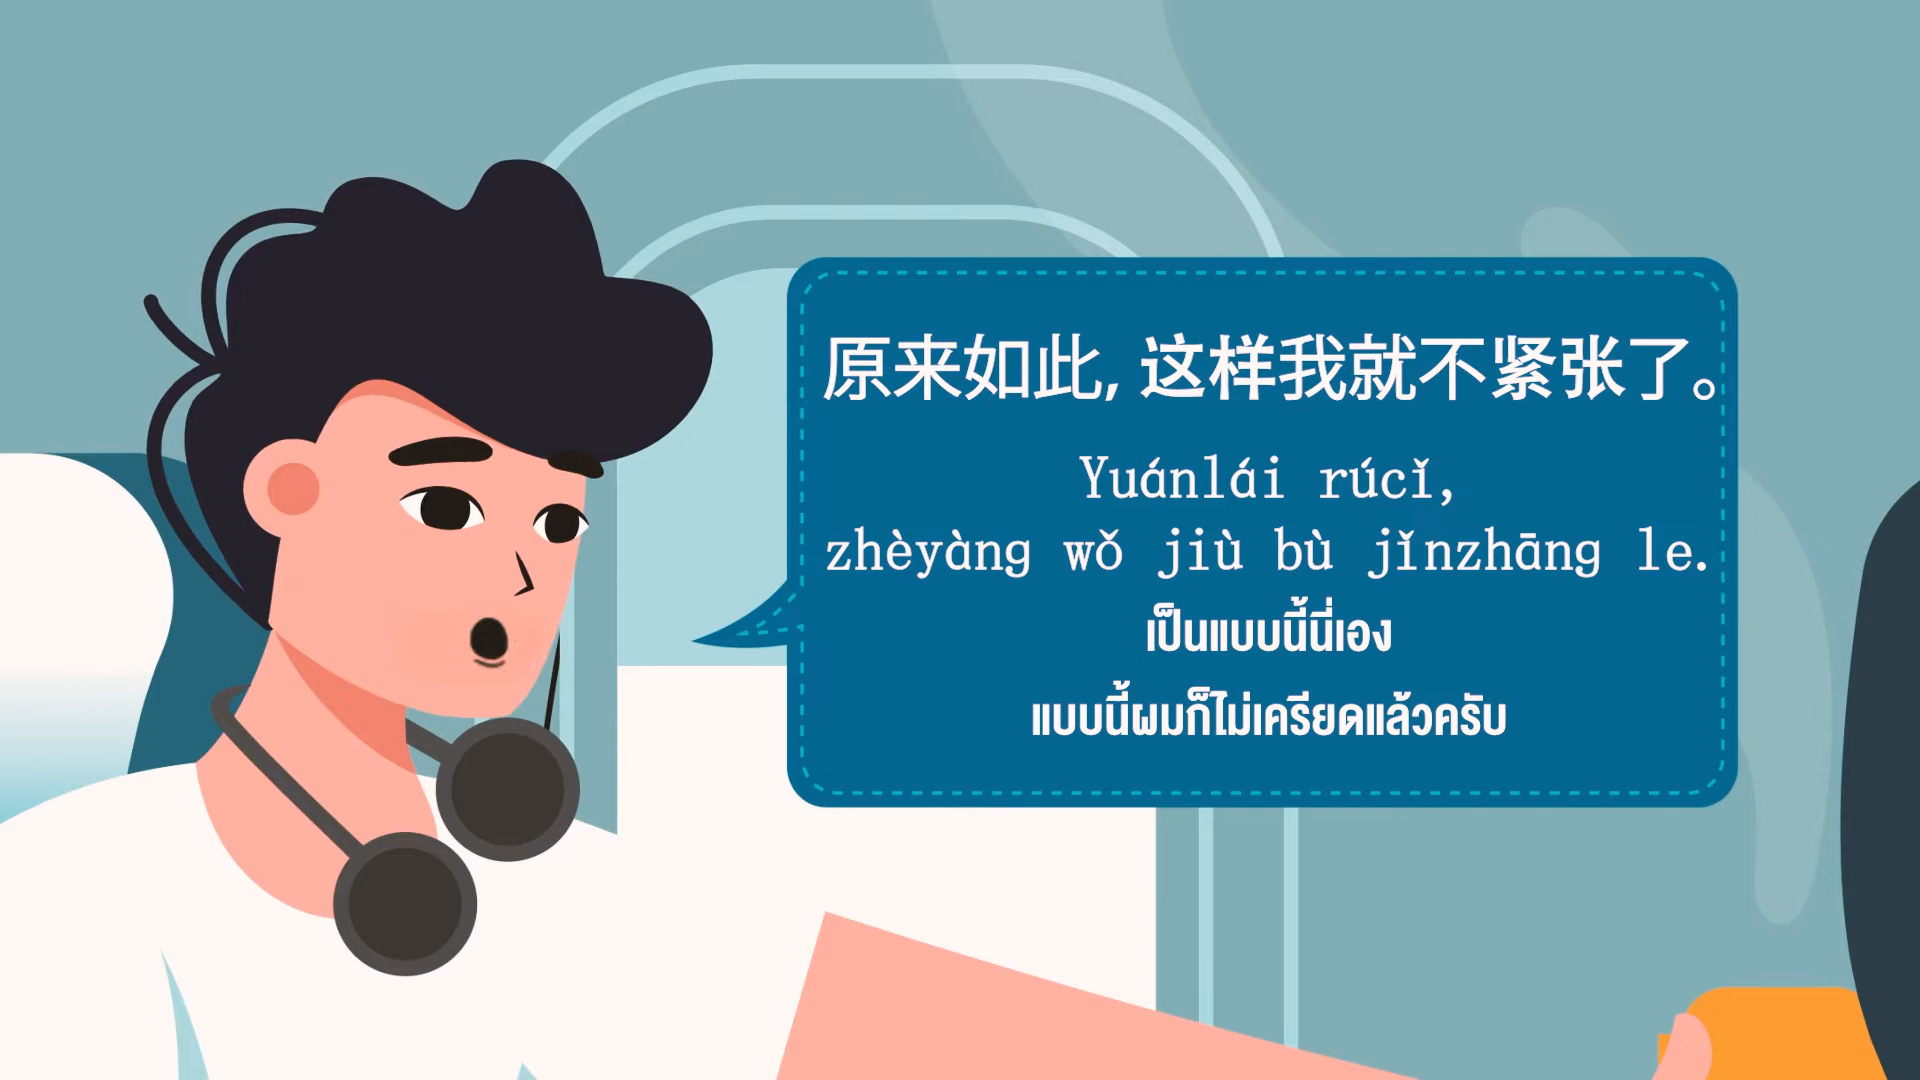 原来如此, 这样我就不紧张了。
Yuánlái rúcǐ,
zhèyàng wǒ jiù bù jǐnzhāng le.
เป็นแบบนี้นี่เอง
แบบนี้ผมก็ไม่เครียดแล้วครับ